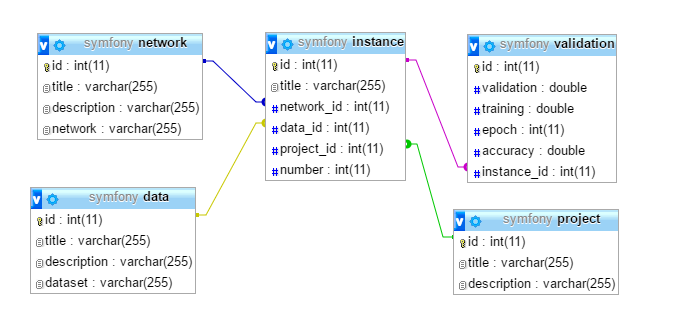 v symfony network
id : int(11)
title : varchar(255)
description : varchar(255)
network : varchar(255)
v symfony instance
id : int(11)
title : varchar(255)
# network_id : int(11)
# data_id : int(11)
# project_id : int(11)
# number : int(11)
v symfony validation
id : int(11)
# validation : double
# training : double
# epoch : int(11)
# accuracy : double
# instance_id : int(11)
v symfony data
id : int(11)
title : varchar(255)
description : varchar(255)
dataset : varchar(255)
v symfony project
id : int(11)
title : varchar(255)
description : varchar(255)